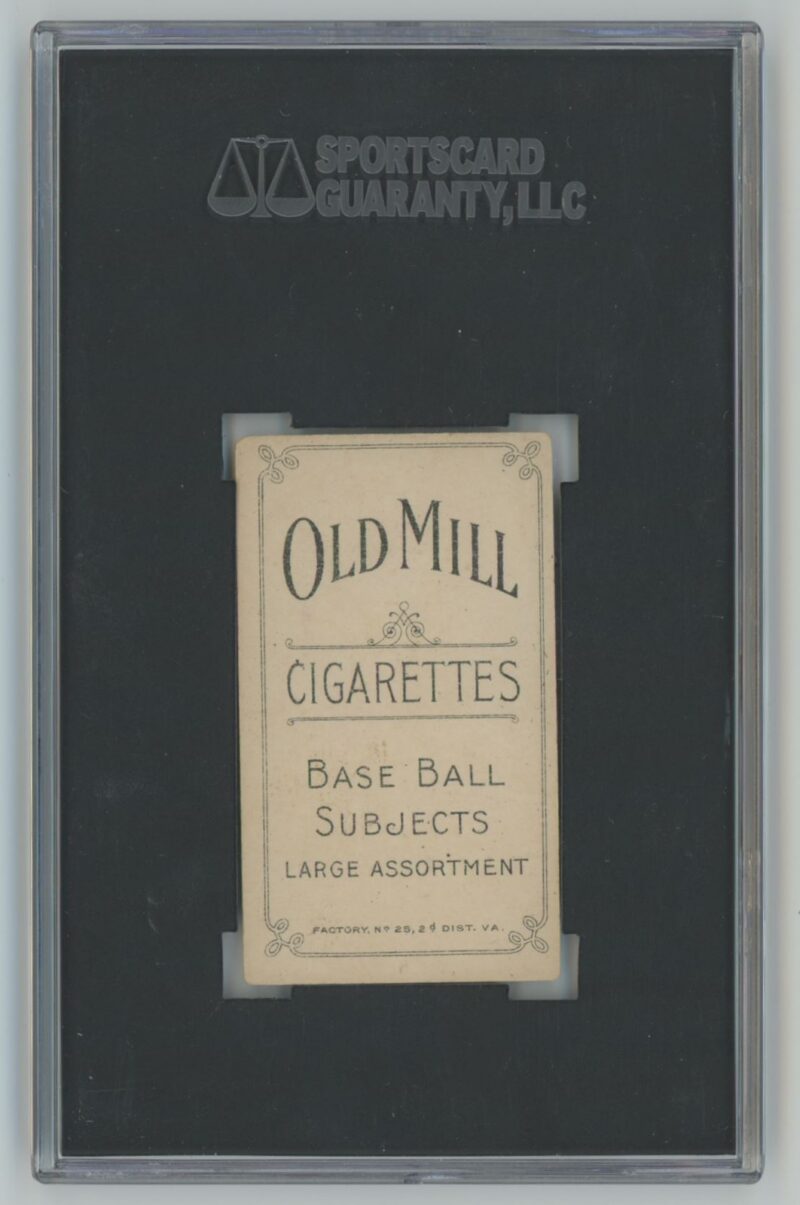 SPORTSCARD
GUARANTY, LLC
OLD MILL
CIGARETTES
BASE BALL
SUBJECTS
LARGE ASSORTMENT
FACTORY. Nº 25, 2d DIST. VA.